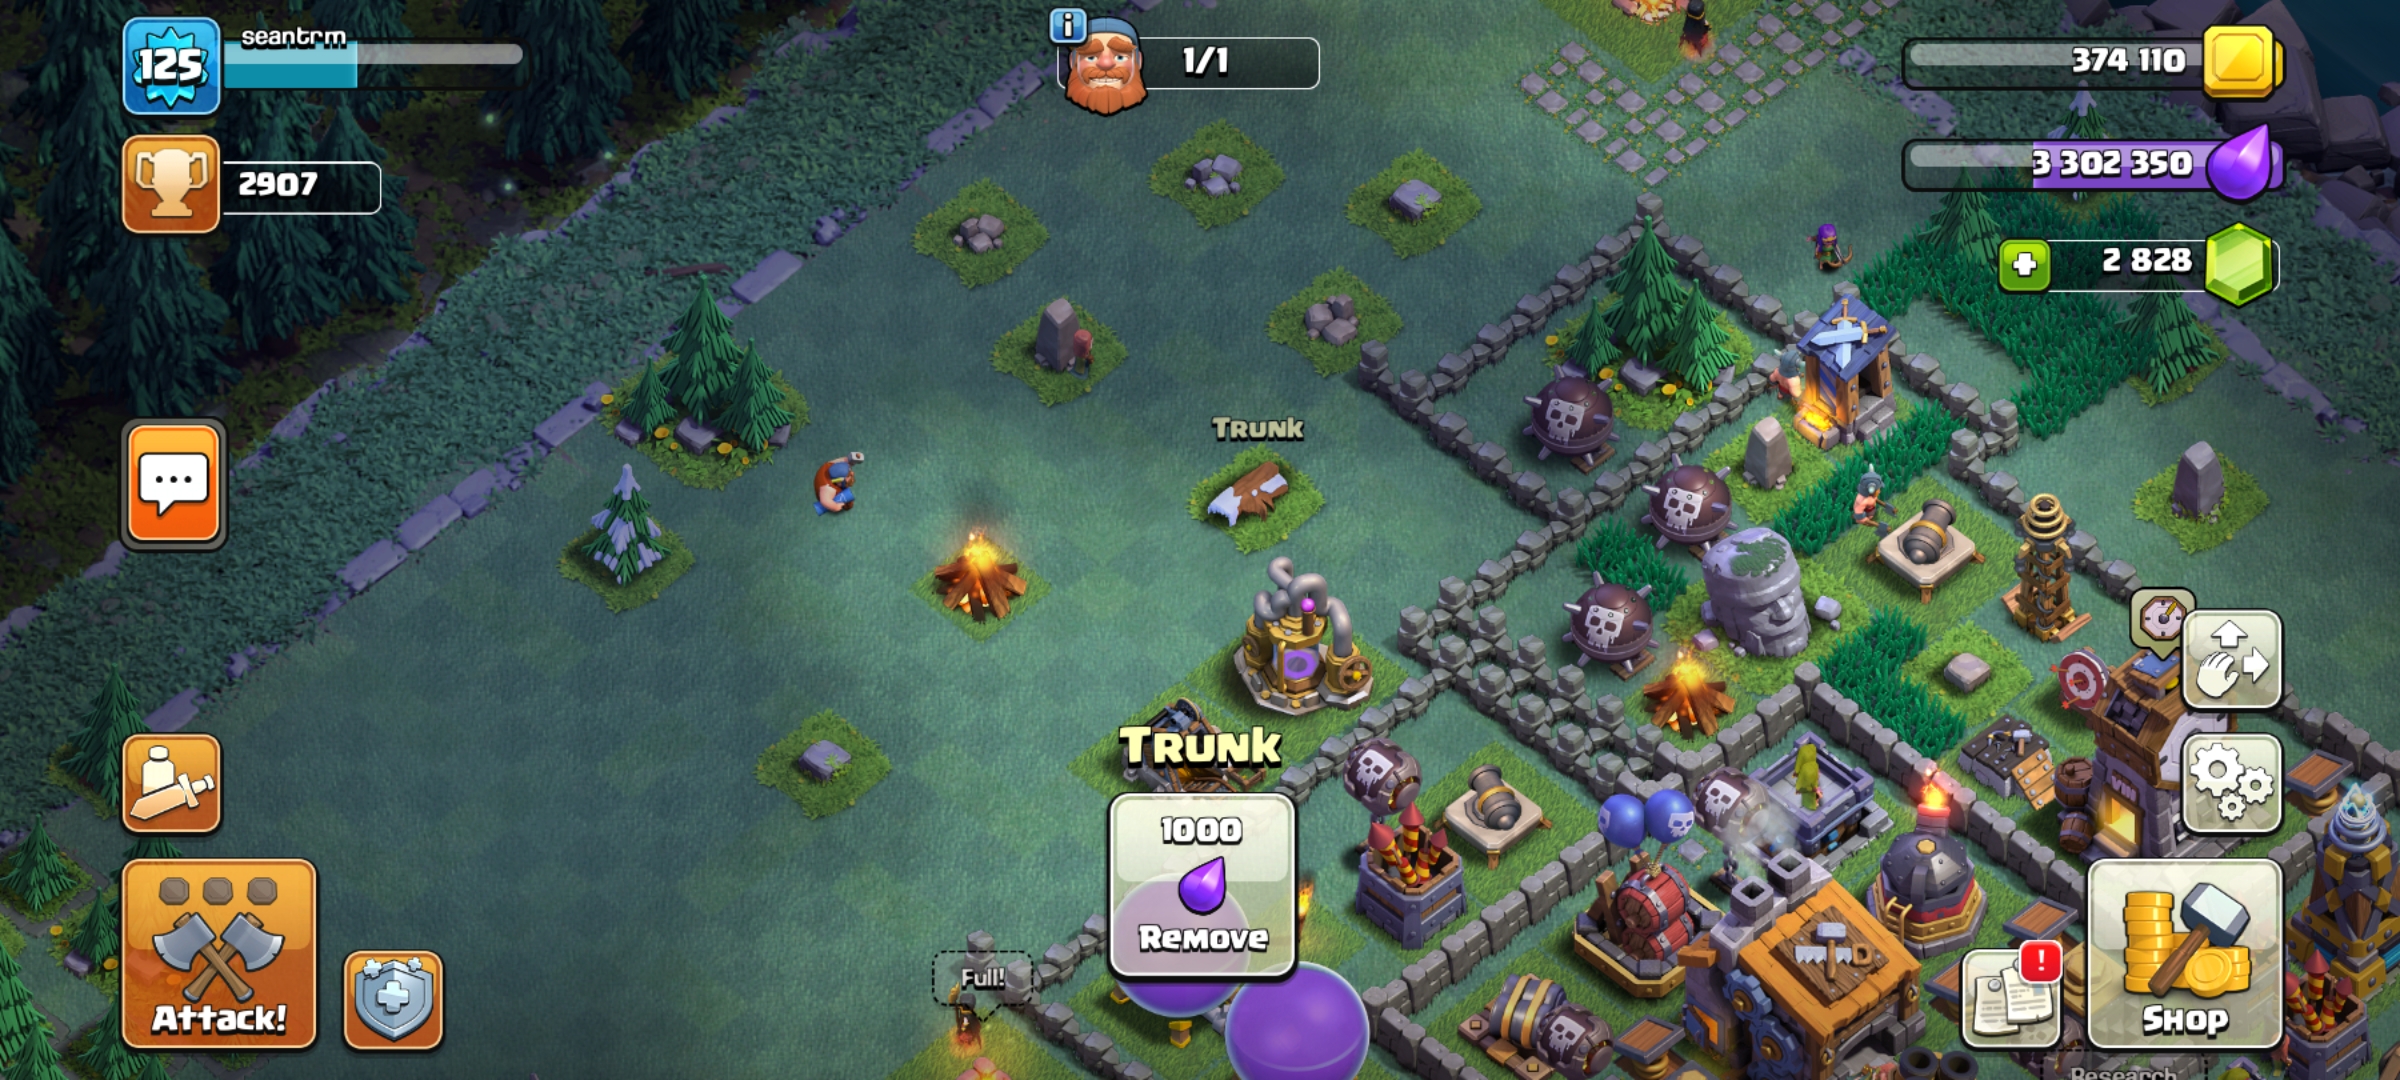 125
seantrm
1/1
374 110
2907
3 302 350
2 828
Trunk
Trunk
1000
Remove
Full!
Attack!
Shop
Research